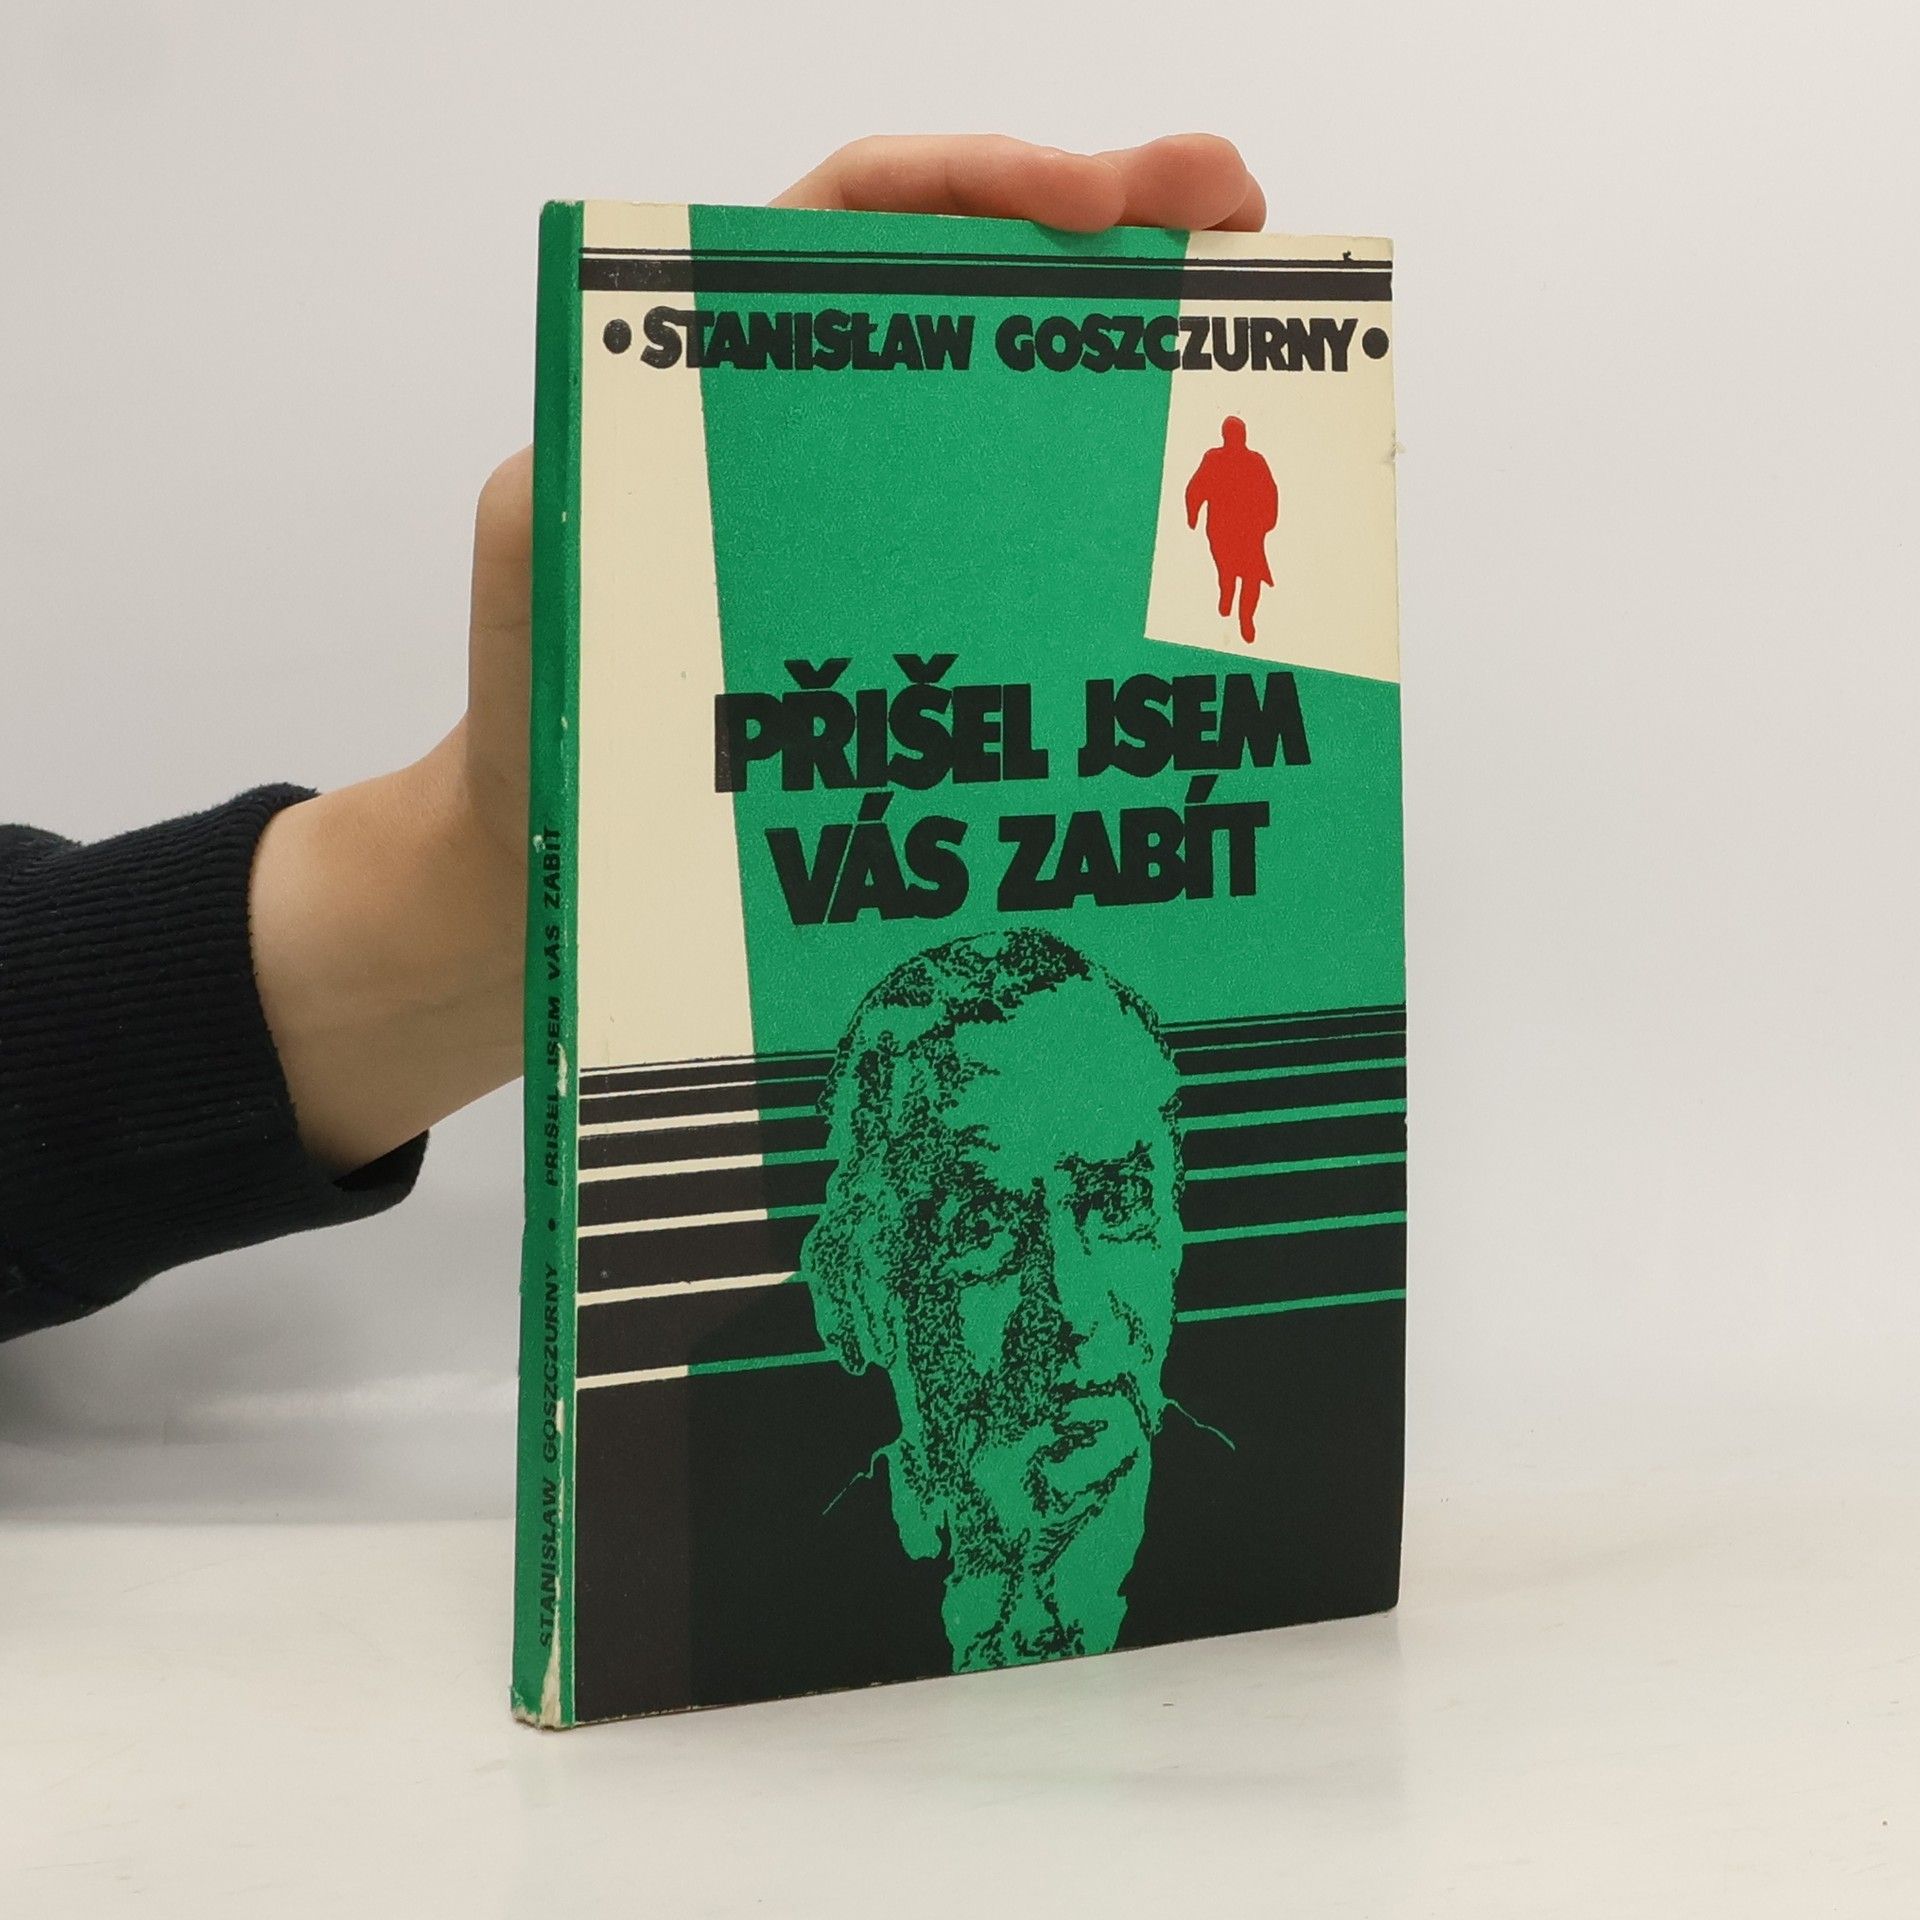 • STANISŁAW GOSZCZURNY •
PŘIŠEL JSEM
VÁS ZABÍT
STANISŁAW GOSZCZURNY • PŘIŠEL JSEM VÁS ZABÍT